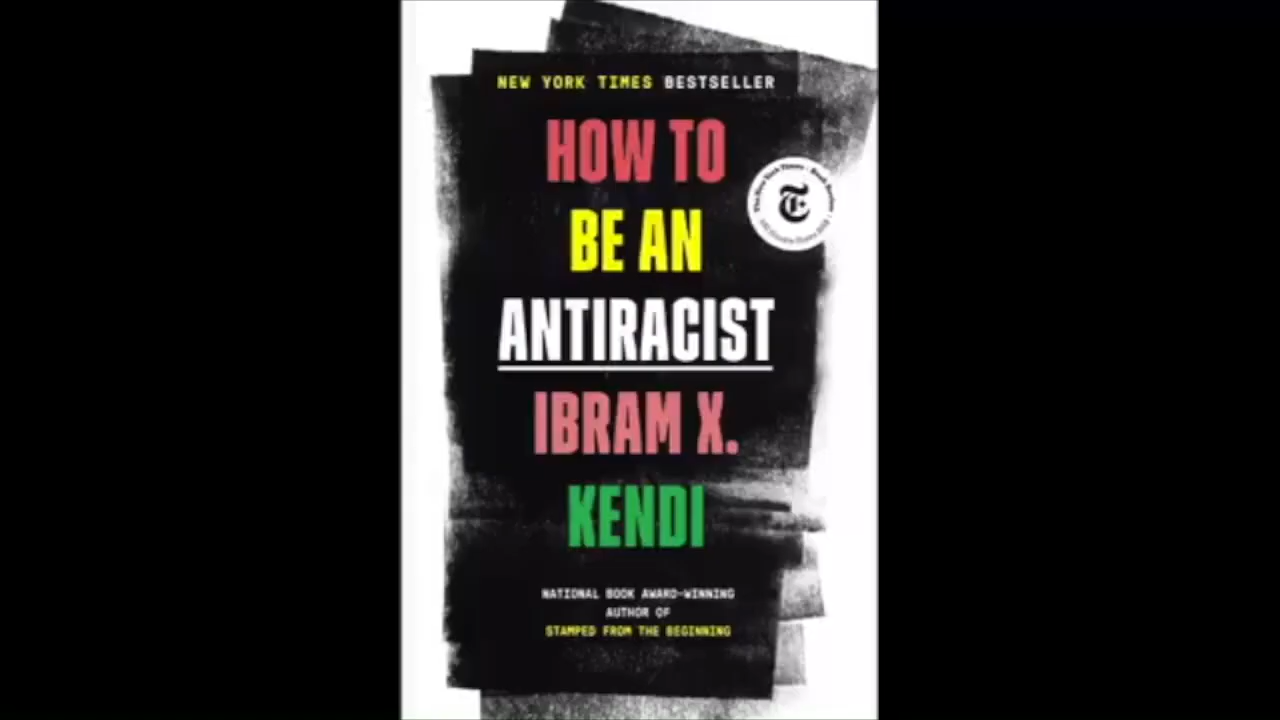 NEW YORK TIMES BESTSELLER
HOW TO
BE AN
ANTIRACIST
IBRAM X.
KENDI
NATIONAL BOOK AWARD–WINNING
AUTHOR OF
STAMPED FROM THE BEGINNING